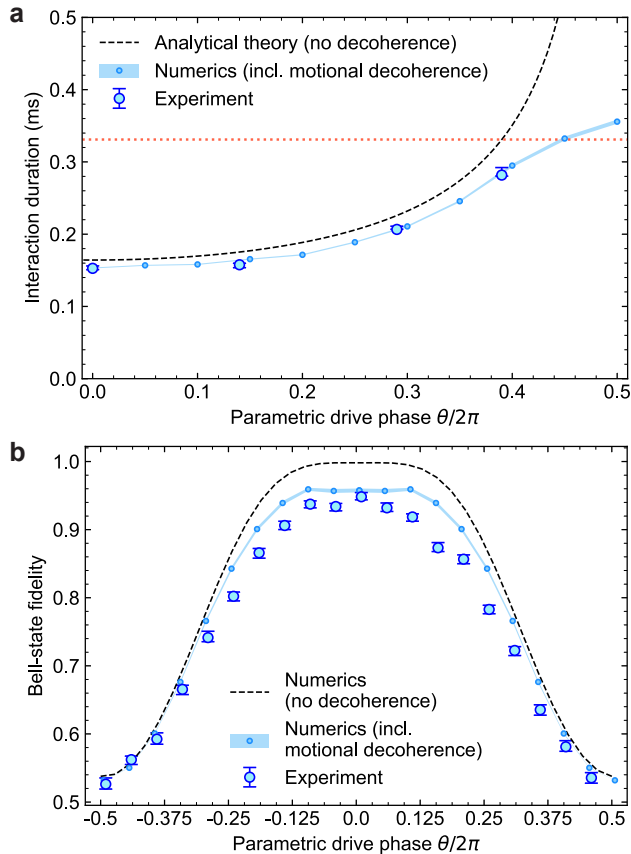 a
0.5
0.4
0.3
0.2
0.1
0.0
Interaction duration (ms)
Analytical theory (no decoherence)
Numerics (incl. motional decoherence)
Experiment
0.0
0.1
0.2
0.3
0.4
0.5
Parametric drive phase θ/2π
b
1.0
0.9
0.8
0.7
0.6
0.5
Bell-state fidelity
Numerics
(no decoherence)
Numerics (incl.
motional decoherence)
Experiment
-0.5
-0.375
-0.25
-0.125
0.0
0.125
0.25
0.375
0.5
Parametric drive phase θ/2π